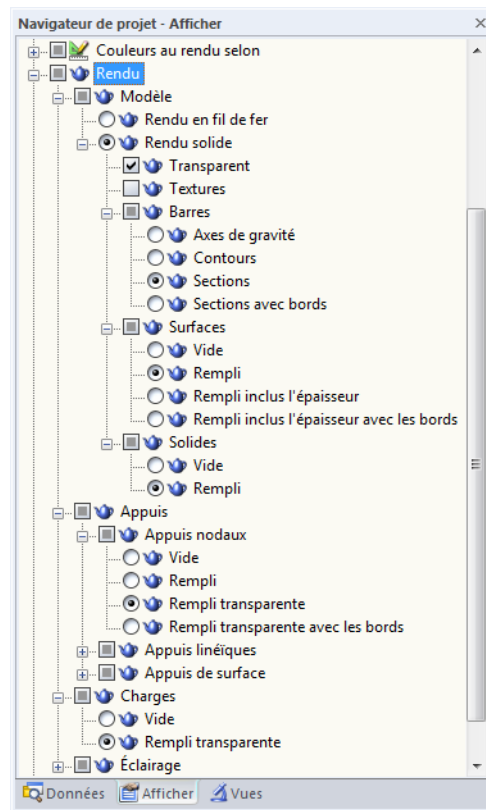 Navigateur de projet - Afficher
Couleurs au rendu selon
Rendu
Modèle
Rendu en fil de fer
Rendu solide
Transparent
Textures
Barres
Axes de gravité
Contours
Sections
Sections avec bords
Surfaces
Vide
Rempli
Rempli inclus l'épaisseur
Rempli inclus l'épaisseur avec les bords
Solides
Vide
Rempli
Appuis
Appuis nodaux
Vide
Rempli
Rempli transparente
Rempli transparente avec les bords
Appuis linéïques
Appuis de surface
Charges
Vide
Rempli transparente
Éclairage
Données Afficher Vues